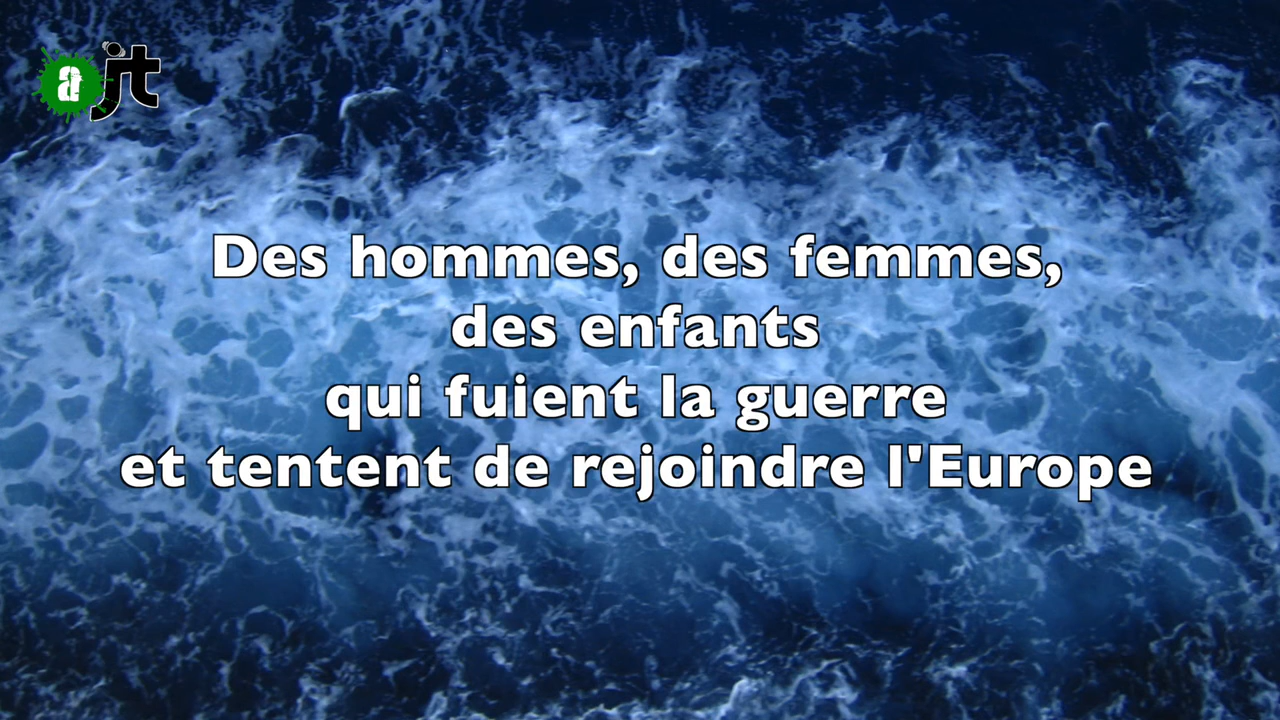 ajt
Des hommes, des femmes,
des enfants
qui fuient la guerre
et tentent de rejoindre l'Europe